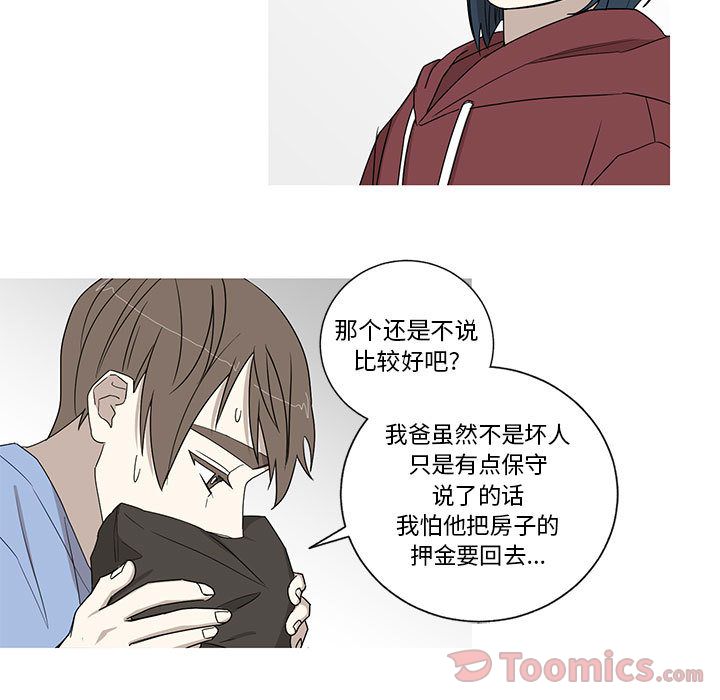 那个还是不说
比较好吧?
我爸虽然不是坏人
只是有点保守
说了的话
我怕他把房子的
押金要回去...
Toomics.com